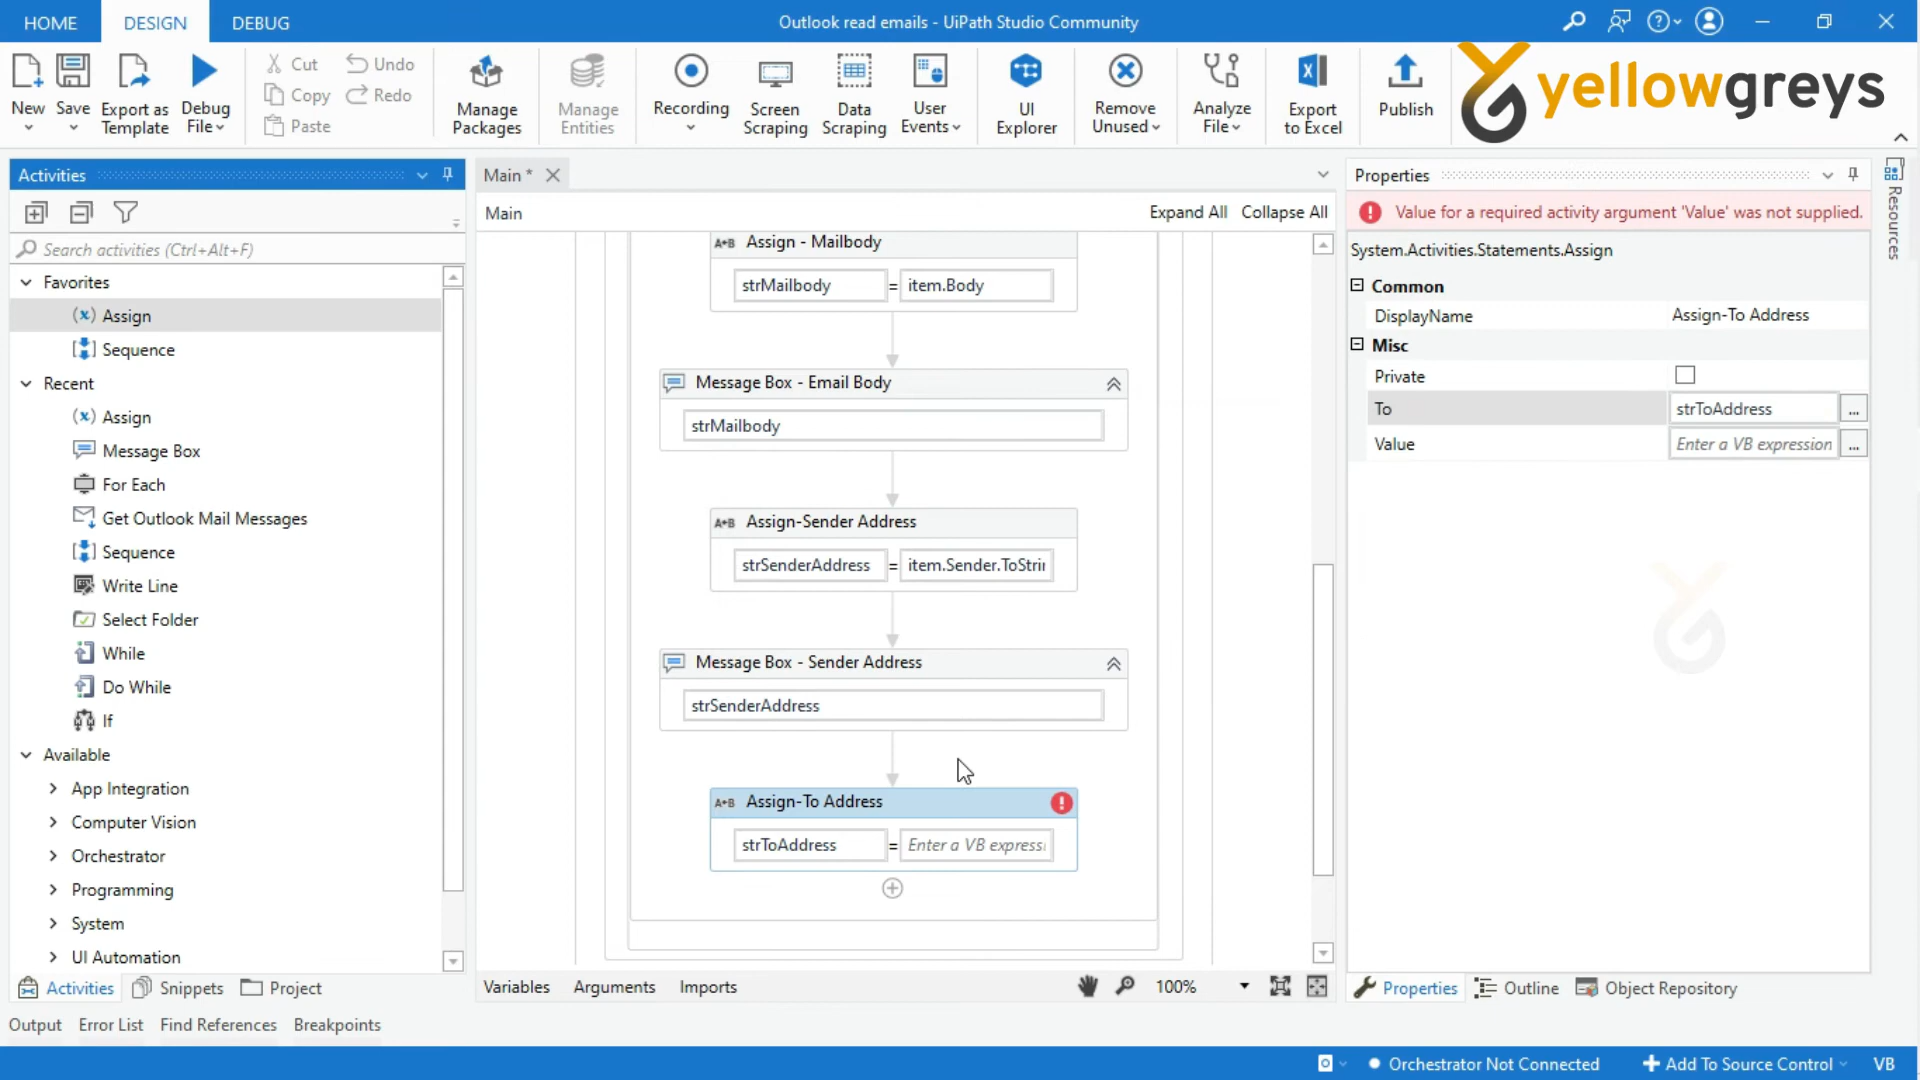 HOME DESIGN DEBUG Outlook read emails - UiPath Studio Community
New Save Export as Template Debug File Cut Copy Paste Undo Redo Manage Packages Manage Entities Recording Screen Scraping Data Scraping User Events UI Explorer Remove Unused Analyze File Export to Excel Publish yellowgreys
Activities
Search activities (Ctrl+Alt+F)
Favorites
Assign
Sequence
Recent
Assign
Message Box
For Each
Get Outlook Mail Messages
Sequence
Write Line
Select Folder
While
Do While
If
Available
App Integration
Computer Vision
Orchestrator
Programming
System
UI Automation
Activities Snippets Project
Main *
Main Expand All Collapse All
A+B Assign - Mailbody
strMailbody = item.Body
Message Box - Email Body
strMailbody
A+B Assign-Sender Address
strSenderAddress = item.Sender.ToStrin
Message Box - Sender Address
strSenderAddress
A+B Assign-To Address
strToAddress = Enter a VB express
Variables Arguments Imports 100%
Properties
Value for a required activity argument 'Value' was not supplied.
System.Activities.Statements.Assign
Common
DisplayName Assign-To Address
Misc
Private
To strToAddress ...
Value Enter a VB expression ...
Properties Outline Object Repository
Resources
Output Error List Find References Breakpoints
Orchestrator Not Connected Add To Source Control VB